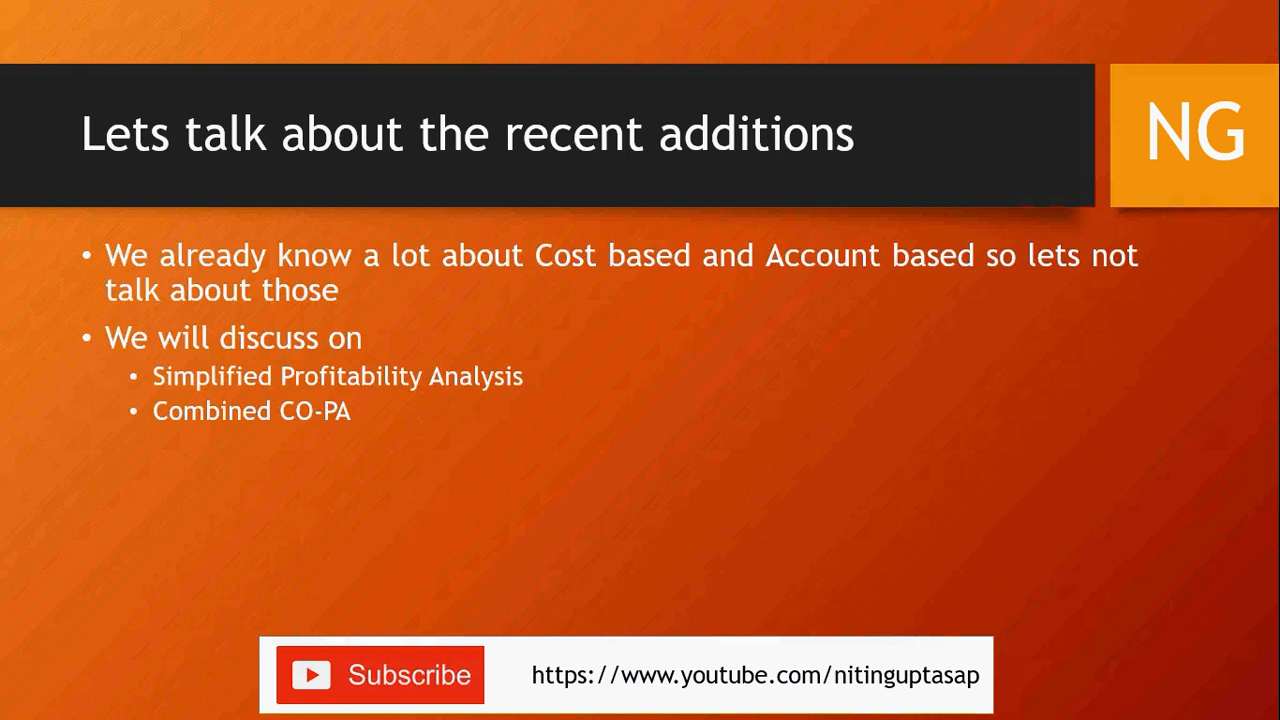 Lets talk about the recent additions
NG
• We already know a lot about Cost based and Account based so lets not
talk about those
• We will discuss on
• Simplified Profitability Analysis
• Combined CO-PA
Subscribe
https://www.youtube.com/nitinguptasap